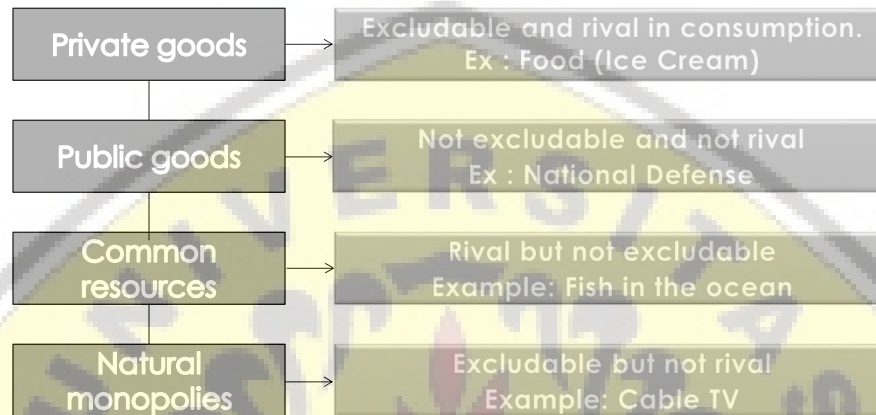 Private goods
Excludable and rival in consumption.
Ex : Food (Ice Cream)
Public goods
Not excludable and not rival
Ex : National Defense
Common
resources
Rival but not excludable
Example: Fish in the ocean
Natural
monopolies
Excludable but not rival
Example: Cable TV
UNIVERSITAS